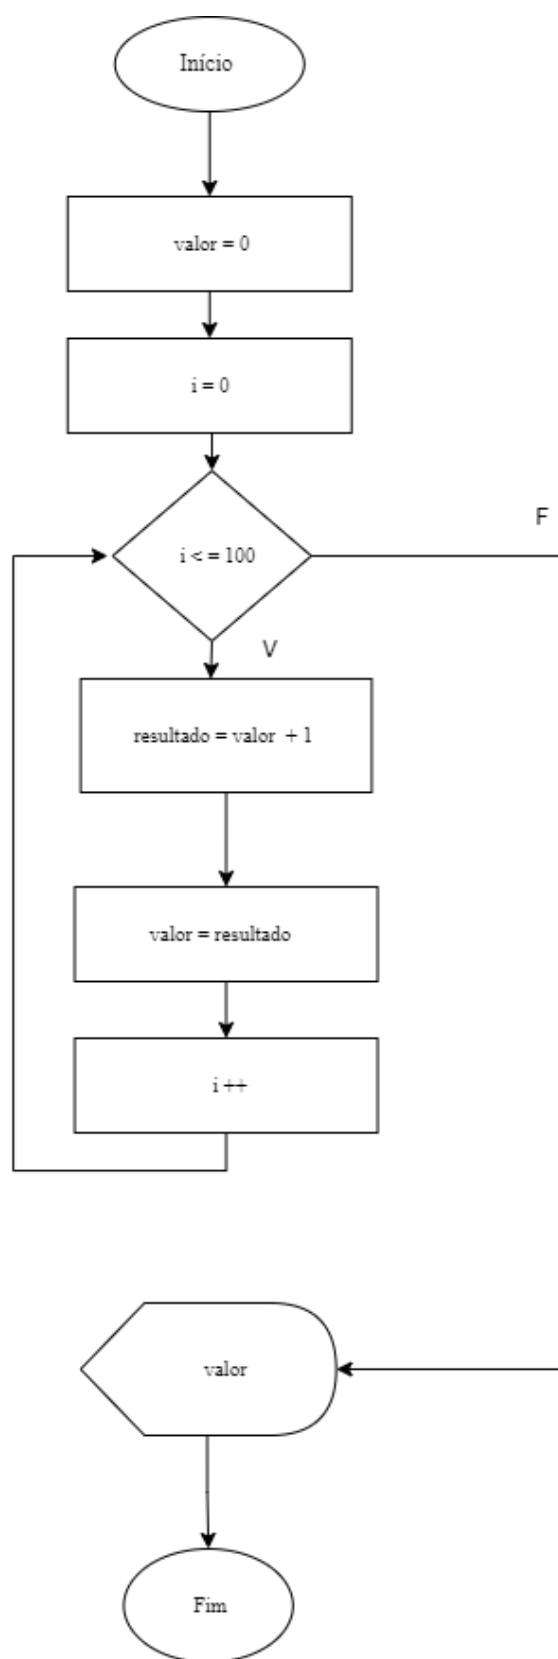 Início
valor = 0
i = 0
i < = 100
F
V
resultado = valor + 1
valor = resultado
i ++
valor
Fim